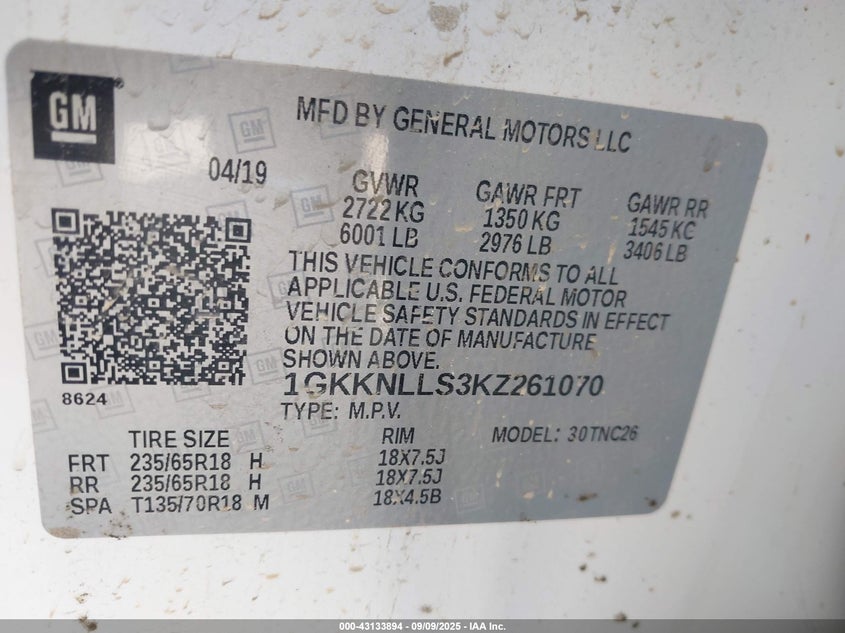 GM
MFD BY GENERAL MOTORS LLC
04/19
GVWR GAWR FRT GAWR RR
2722 KG 1350 KG 1545 KG
6001 LB 2976 LB 3406 LB
THIS VEHICLE CONFORMS TO ALL
APPLICABLE U.S. FEDERAL MOTOR
VEHICLE SAFETY STANDARDS IN EFFECT
ON THE DATE OF MANUFACTURE
SHOWN ABOVE.
1GKKNLLS3KZ261070
8624
TYPE: M.P.V.
TIRE SIZE RIM MODEL: 30TNC26
FRT 235/65R18 H 18X7.5J
RR 235/65R18 H 18X7.5J
SPA T135/70R18 M 18X4.5B
000-43133894 - 09/09/2025 - IAA Inc.